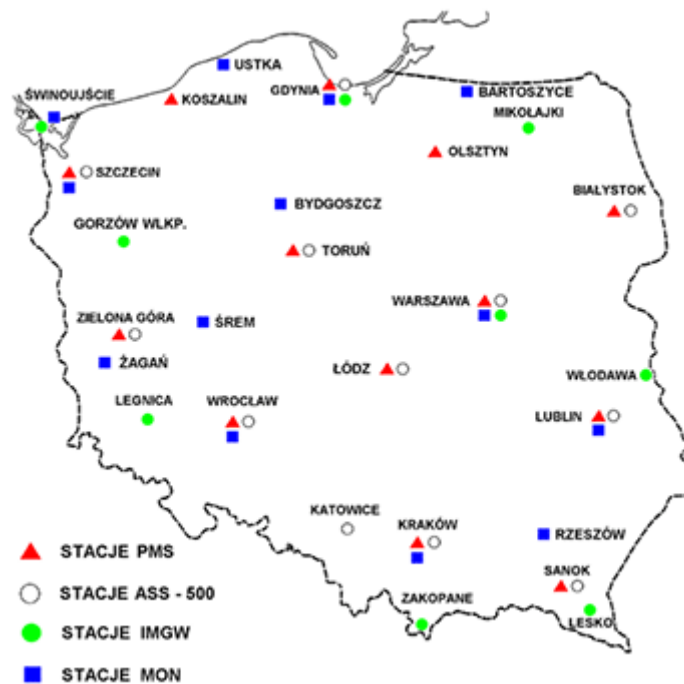 USTKA
GDYNIA
ŚWINOUJŚCIE
KOSZALIN
BARTOSZYCE
MIKOŁAJKI
OLSZTYN
SZCZECIN
BIAŁYSTOK
BYDGOSZCZ
GORZÓW WLKP.
TORUŃ
WARSZAWA
ZIELONA GÓRA
ŚREM
ŻAGAŃ
ŁÓDZ
WŁODAWA
LEGNICA
WROCŁAW
LUBLIN
KATOWICE
KRAKÓW
RZESZÓW
SANOK
ZAKOPANE
LESKO
STACJE PMS
STACJE ASS - 500
STACJE IMGW
STACJE MON